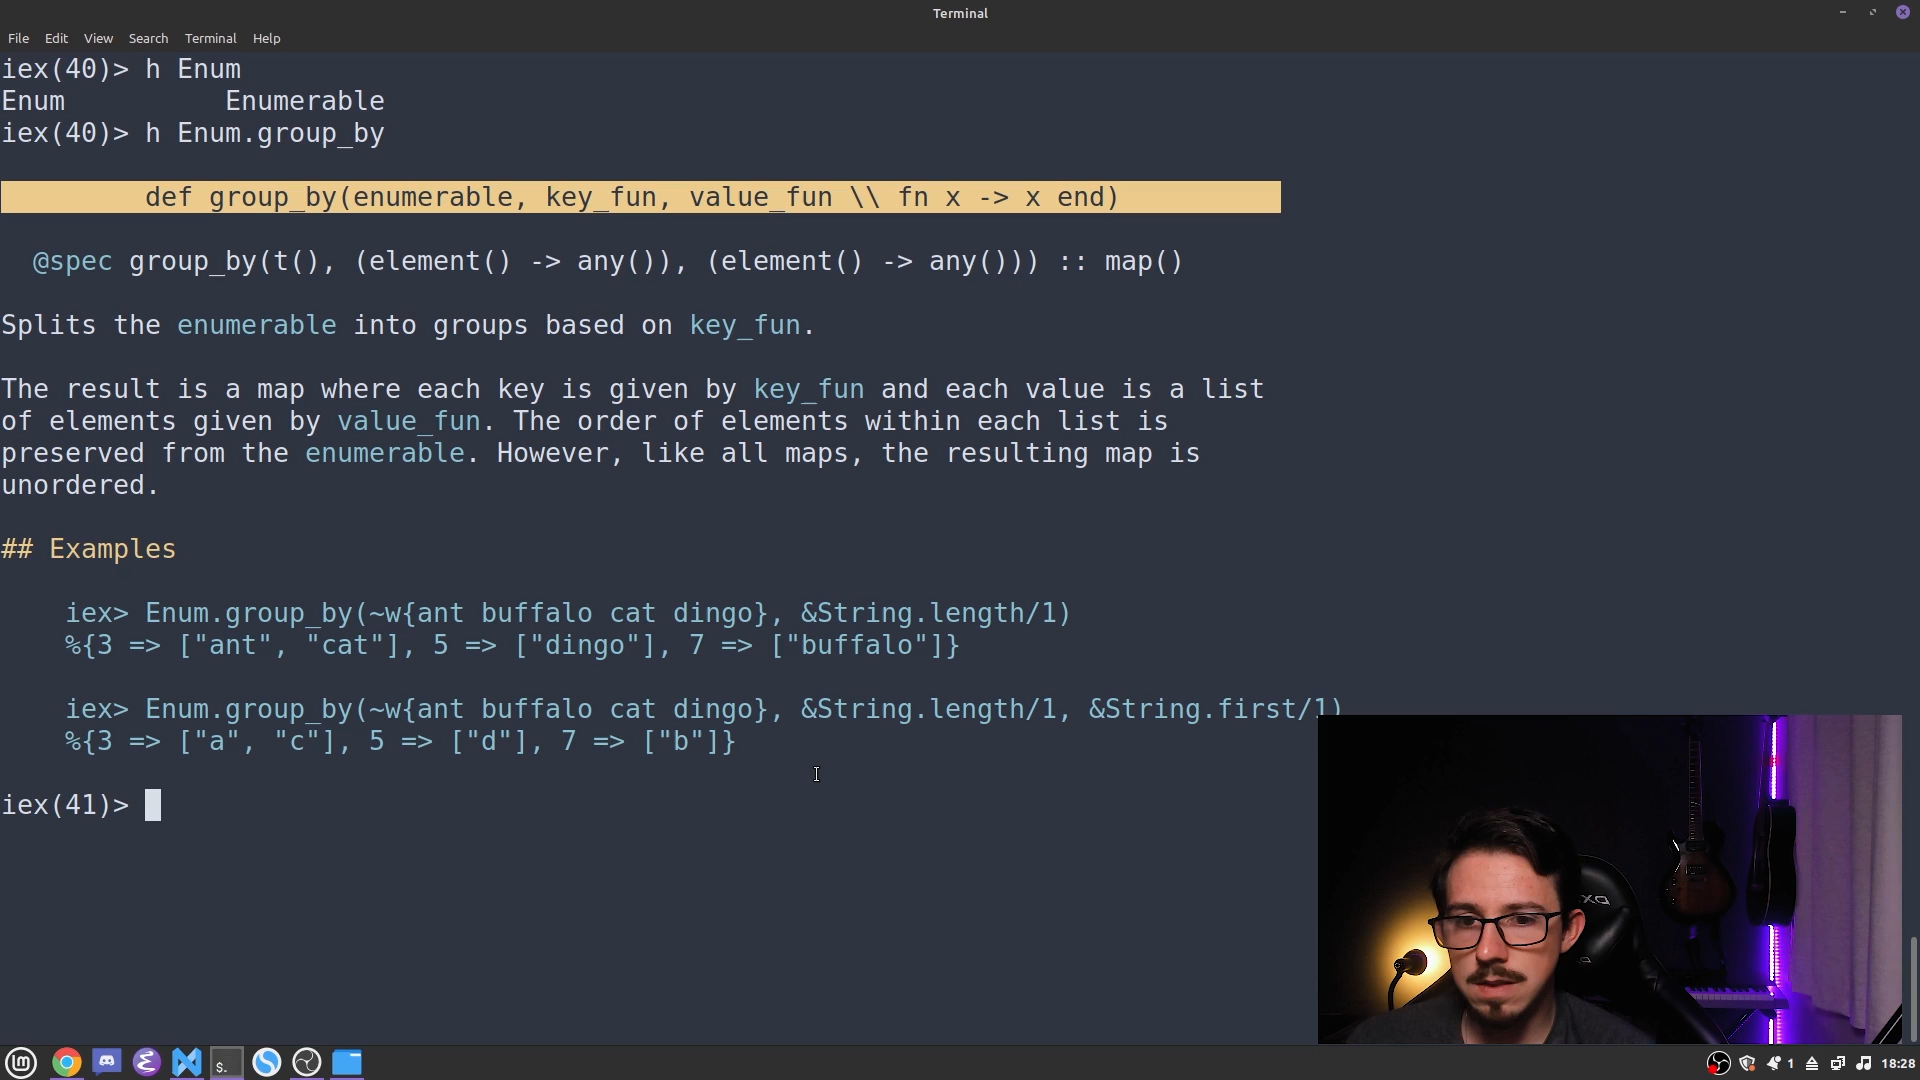 Terminal
File Edit View Search Terminal Help
iex(40)> h Enum
Enum Enumerable
iex(40)> h Enum.group_by
def group_by(enumerable, key_fun, value_fun \\ fn x -> x end)
@spec group_by(t(), (element() -> any()), (element() -> any())) :: map()
Splits the enumerable into groups based on key_fun.
The result is a map where each key is given by key_fun and each value is a list
of elements given by value_fun. The order of elements within each list is
preserved from the enumerable. However, like all maps, the resulting map is
unordered.
## Examples
iex> Enum.group_by(~w{ant buffalo cat dingo}, &String.length/1)
%{3 => ["ant", "cat"], 5 => ["dingo"], 7 => ["buffalo"]}
iex> Enum.group_by(~w{ant buffalo cat dingo}, &String.length/1, &String.first/1)
%{3 => ["a", "c"], 5 => ["d"], 7 => ["b"]}
iex(41)>
$_
1
18:28